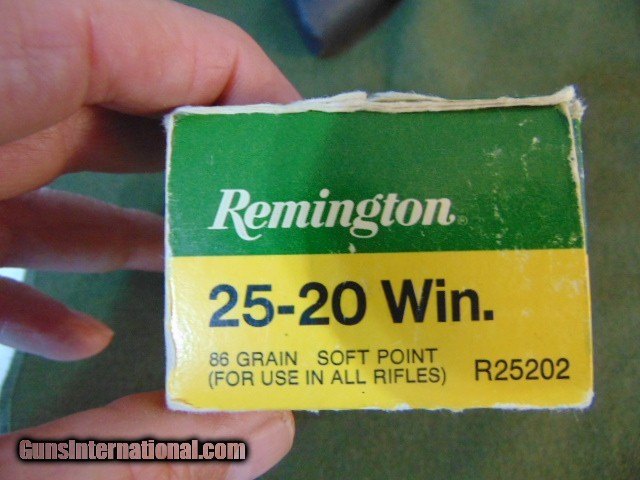 Remington®
25-20 Win.
86 GRAIN SOFT POINT
(FOR USE IN ALL RIFLES) R25202
GunsInternational.com